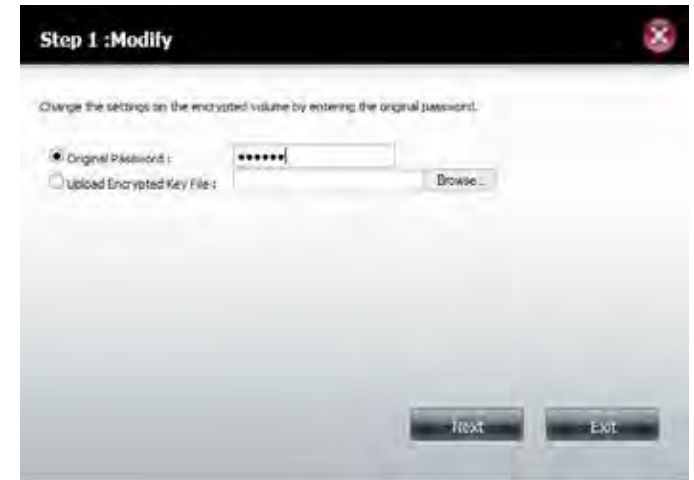 Step 1 :Modify
Change the settings on the encrypted volume by entering the original password.
Original Password : ••••••
Upload Encrypted Key File : Browse...
Next Exit